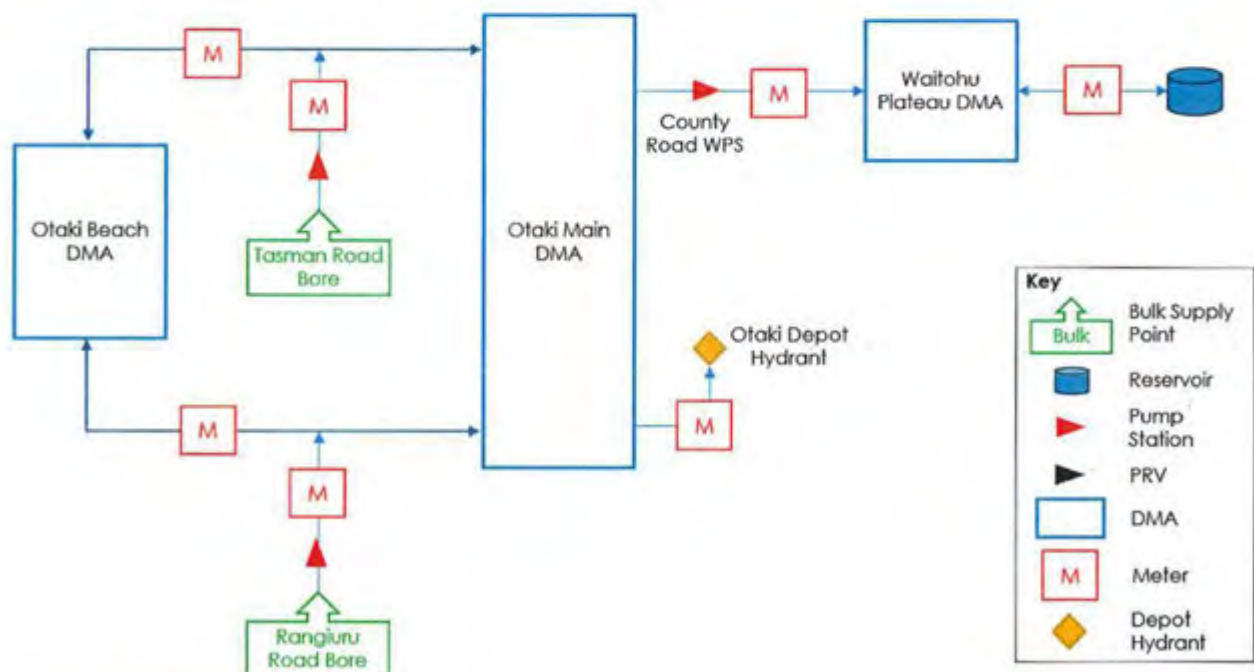 M
M
M
M
Waitohu
Plateau DMA
County
Road WPS
Otaki Beach
DMA
Tasman Road
Bore
Otaki Main
DMA
Otaki Depot
Hydrant
M
M
M
Rangiuru
Road Bore
Key
Bulk
Bulk Supply
Point
Reservoir
Pump
Station
PRV
DMA
M
Meter
Depot
Hydrant